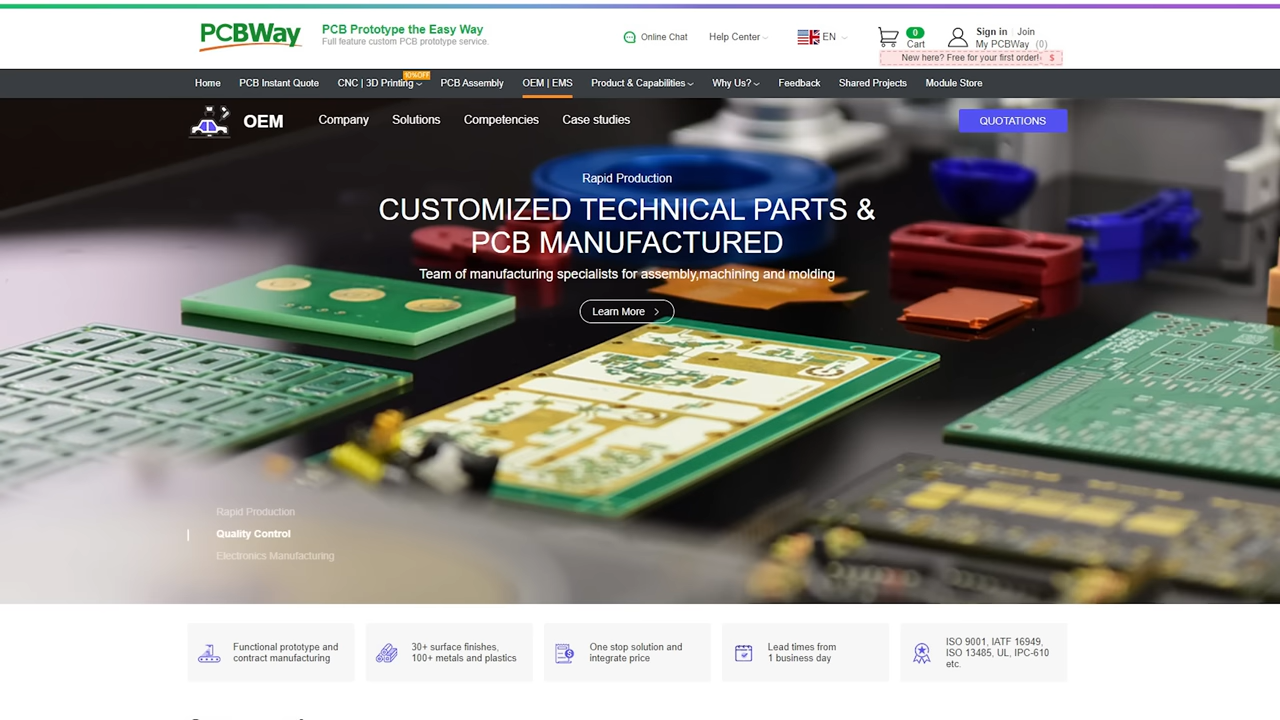 PCBWay
PCB Prototype the Easy Way
Full feature custom PCB prototype service.
Online Chat
Help Center
EN
0
Cart
Sign in | Join
My PCBWay (0)
New here? Free for your first order! $
Home
PCB Instant Quote
CNC | 3D Printing
10%OFF
PCB Assembly
OEM | EMS
Product & Capabilities
Why Us?
Feedback
Shared Projects
Module Store
OEM
Company
Solutions
Competencies
Case studies
QUOTATIONS
Rapid Production
CUSTOMIZED TECHNICAL PARTS &
PCB MANUFACTURED
Team of manufacturing specialists for assembly,machining and molding
Learn More
Rapid Production
Quality Control
Electronics Manufacturing
Functional prototype and
contract manufacturing
30+ surface finishes,
100+ metals and plastics
One stop solution and
integrate price
Lead times from
1 business day
ISO 9001, IATF 16949,
ISO 13485, UL, IPC-610
etc.